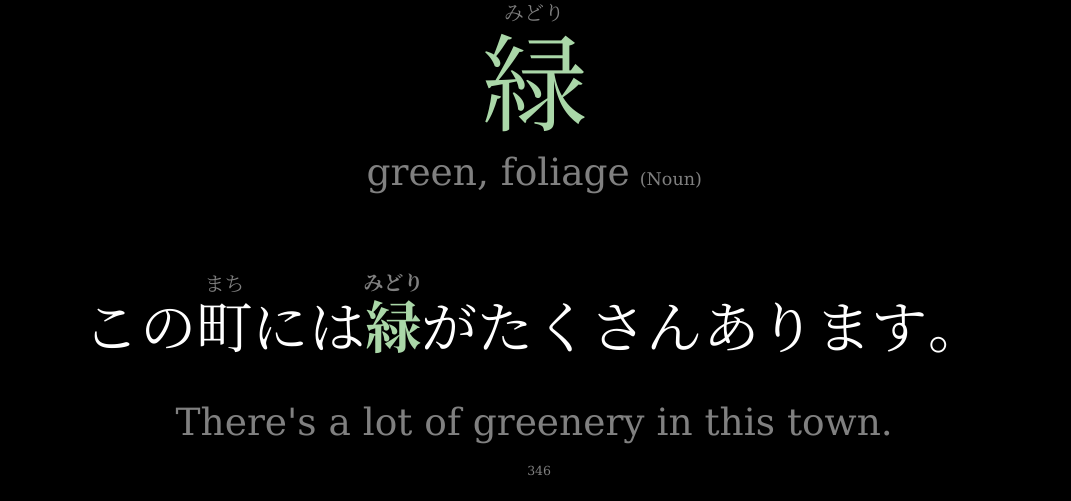 みどり
緑
green, foliage (Noun)
まち みどり
この町には緑がたくさんあります。
There's a lot of greenery in this town.
346